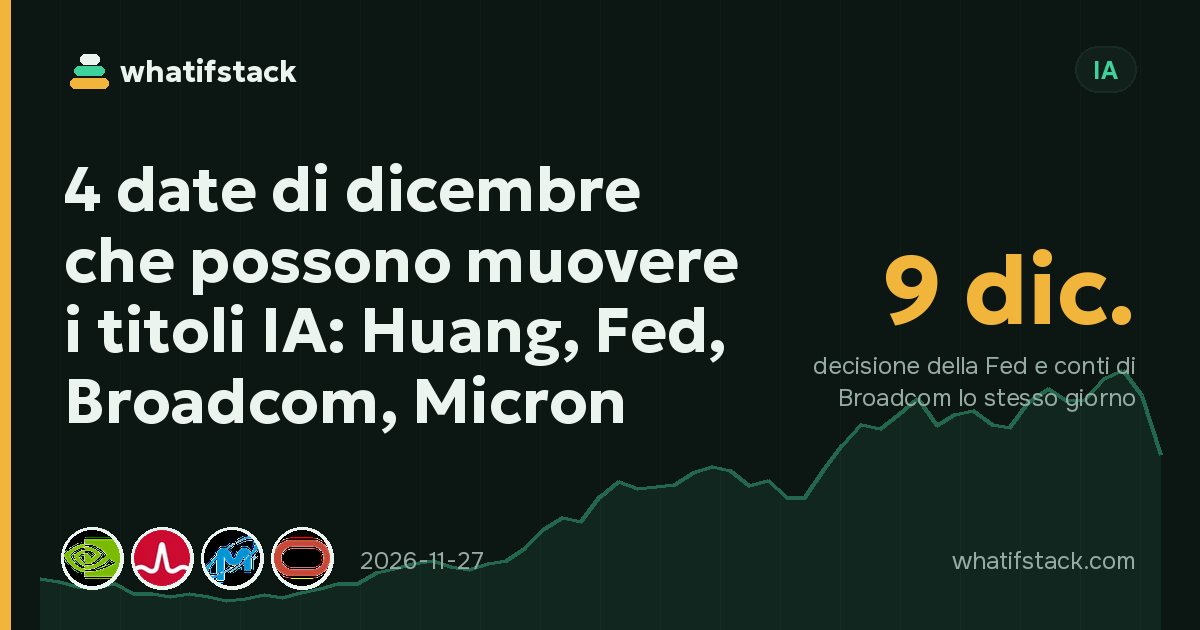 whatifstack
IA
4 date di dicembre
che possono muovere
i titoli IA: Huang, Fed,
Broadcom, Micron
9 dic.
decisione della Fed e conti di
Broadcom lo stesso giorno
2026-11-27
whatifstack.com